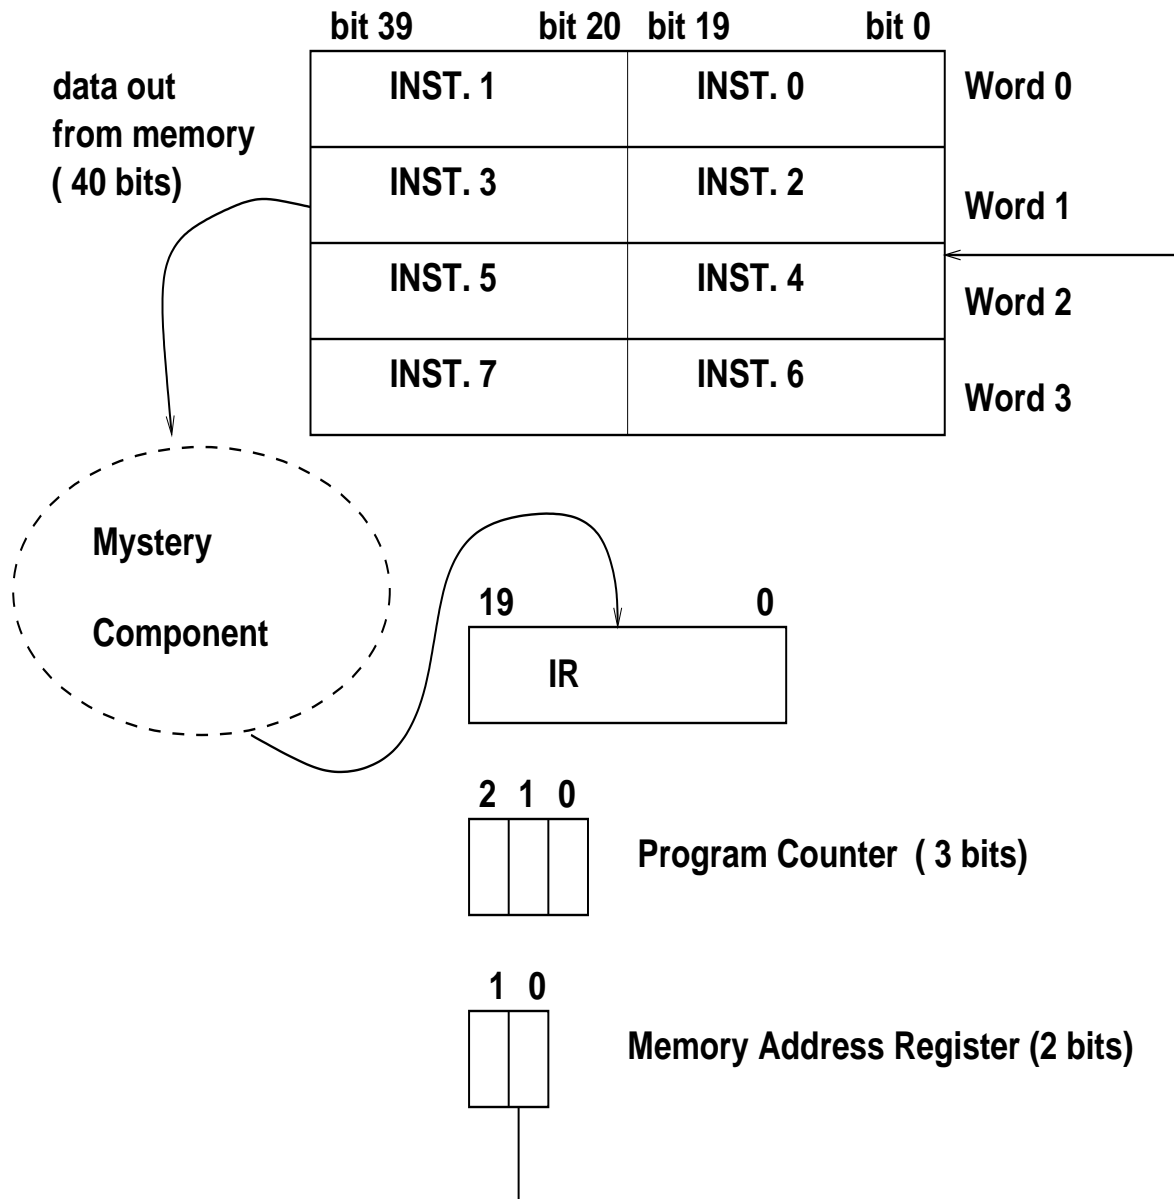 bit 39 bit 20 bit 19 bit 0
data out
from memory
( 40 bits)
INST. 1 INST. 0 Word 0
INST. 3 INST. 2 Word 1
INST. 5 INST. 4 Word 2
INST. 7 INST. 6 Word 3
Mystery
Component
19 0
IR
2 1 0
Program Counter ( 3 bits)
1 0
Memory Address Register (2 bits)